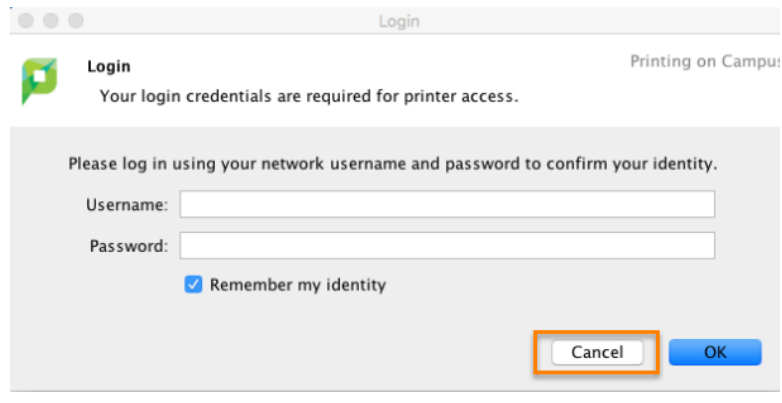 Login
Printing on Campus
Login
Your login credentials are required for printer access.
Please log in using your network username and password to confirm your identity.
Username:
Password:
Remember my identity
Cancel
OK